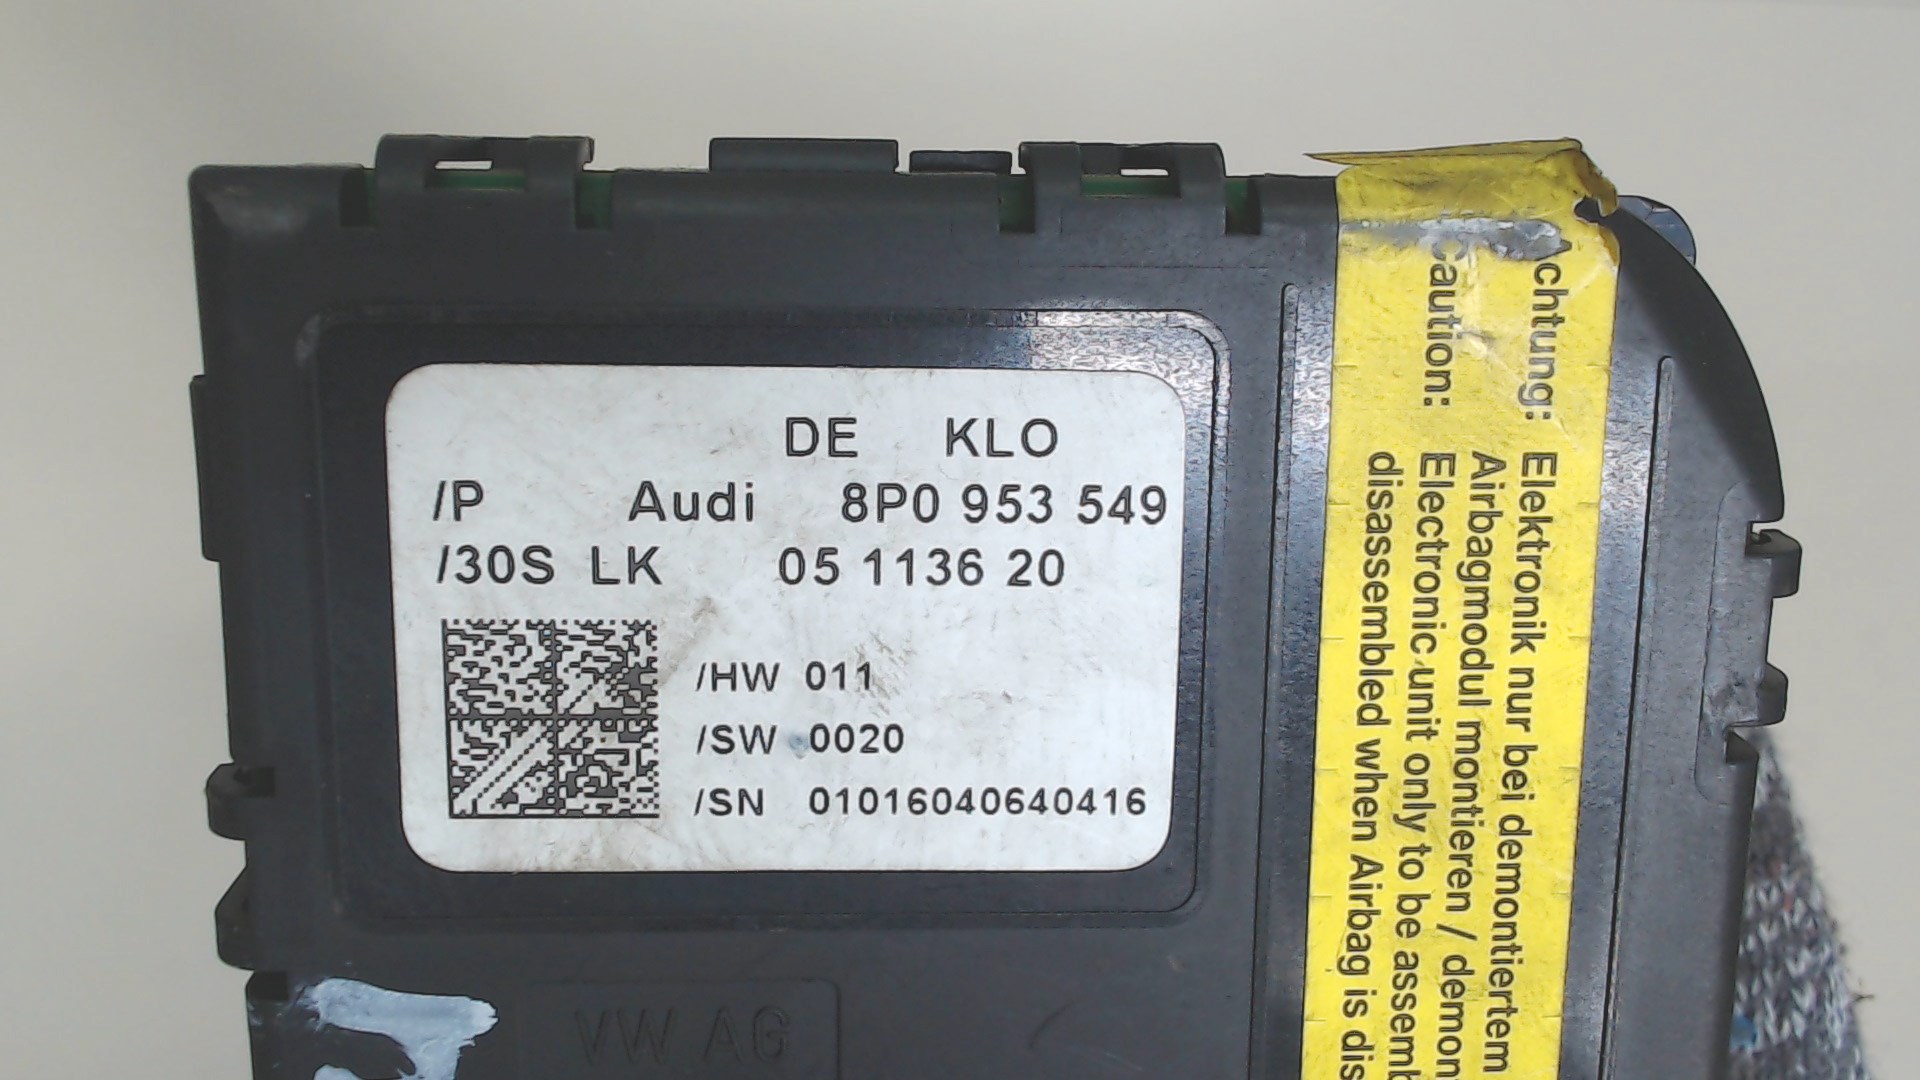 DE KLO
/P Audi 8P0 953 549
/30S LK 05 1136 20
/HW 011
/SW 0020
/SN 01016040640416
VW AG
chtung: Elektronik nur bei demontiertem
Airbagmodul montieren / demon
Caution: Electronic unit only to be assemb
disassembled when Airbag is dis